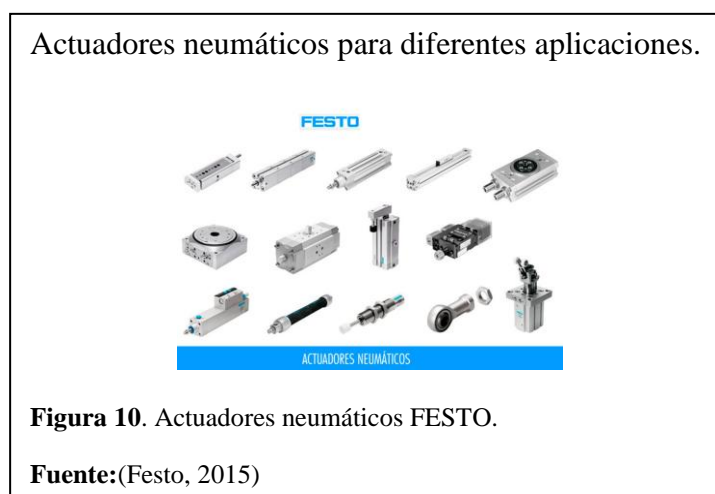 Actuadores neumáticos para diferentes aplicaciones.
FESTO
ACTUADORES NEUMÁTICOS
Figura 10. Actuadores neumáticos FESTO.
Fuente:(Festo, 2015)